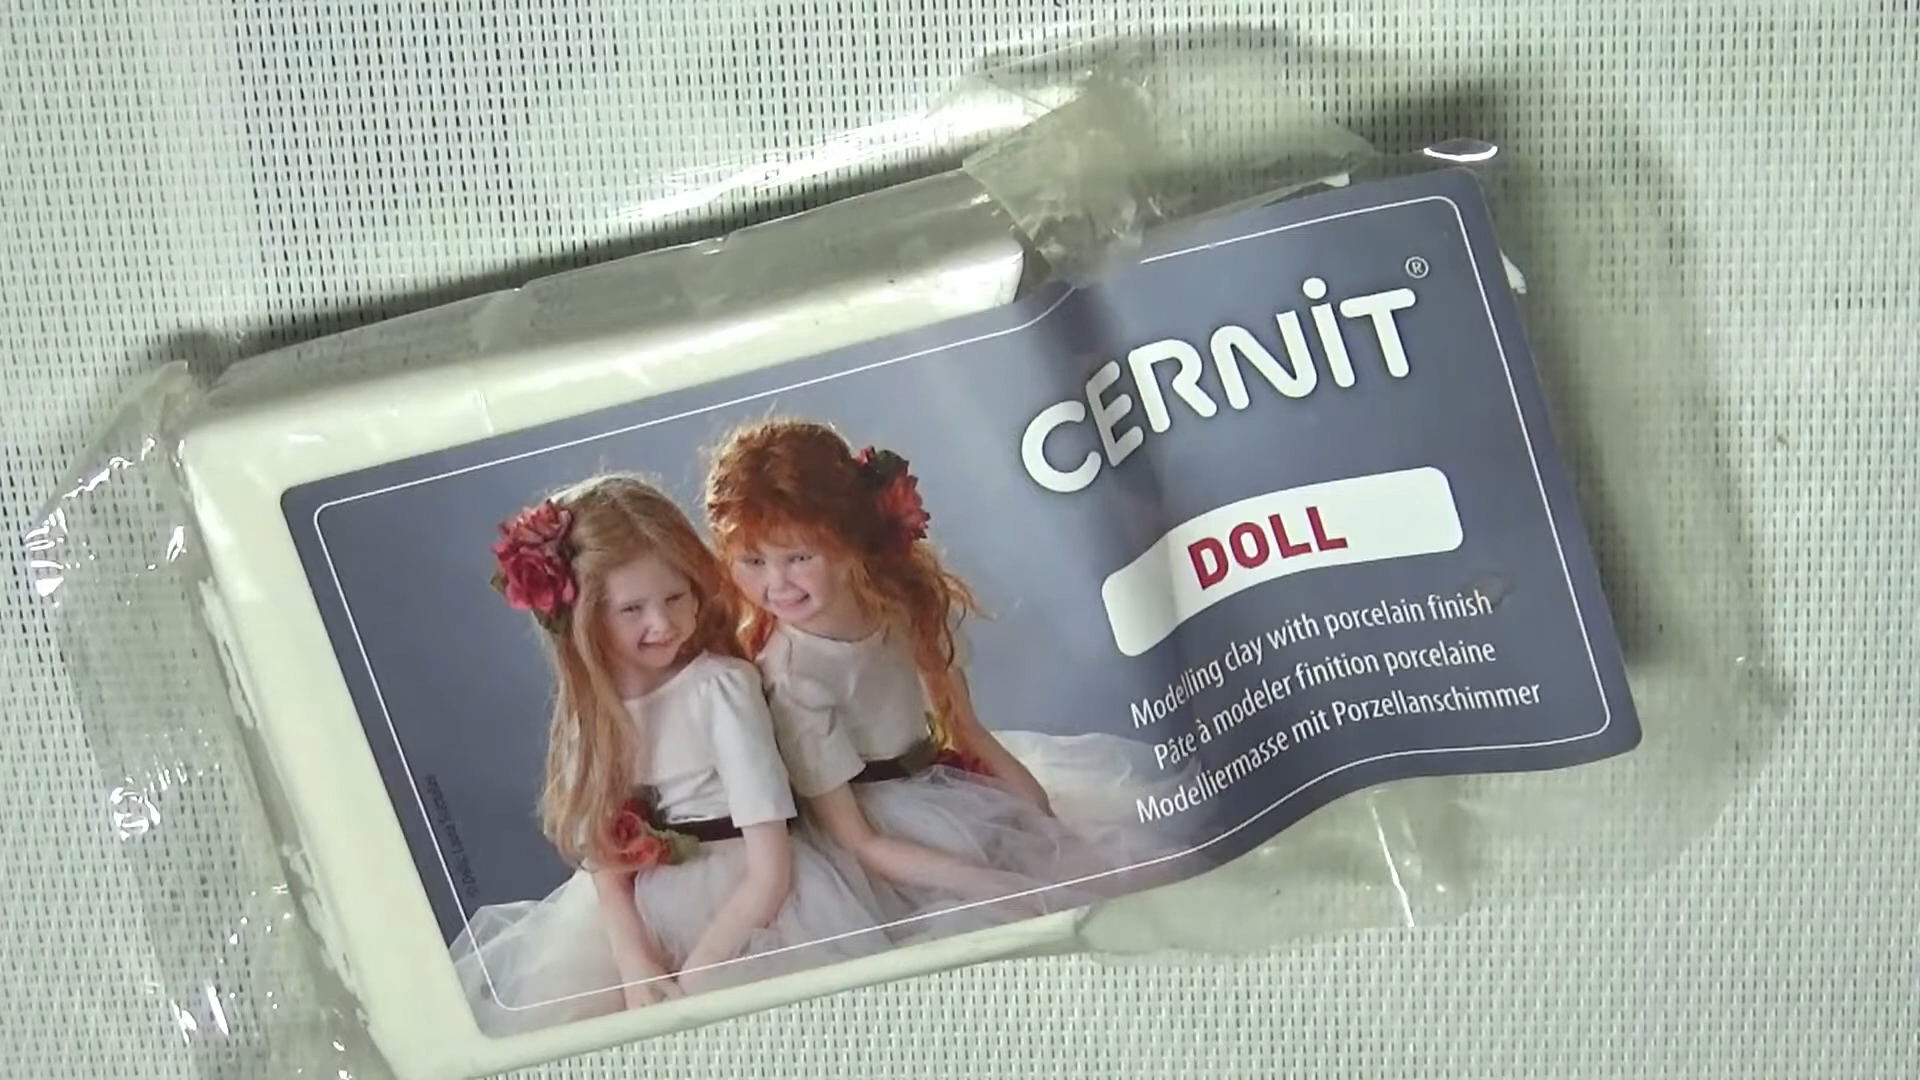 CERNiT®
DOLL
Modelling clay with porcelain finish
Pâte à modeler finition porcelaine
Modelliermasse mit Porzellanschimmer